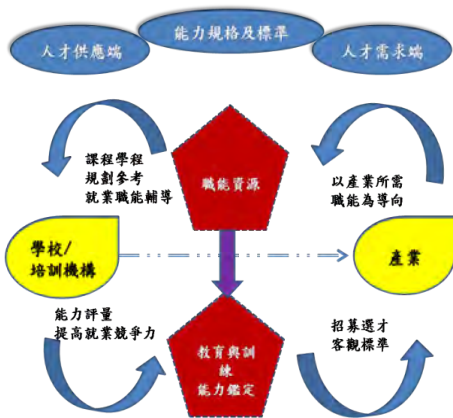 人才供應端
能力規格及標準
人才需求端
課程學程
規劃參考
就業職能輔導
職能資源
以產業所需
職能為導向
學校/
培訓機構
產業
能力評量
提高就業競爭力
教育與訓
練
能力鑑定
招募選才
客觀標準